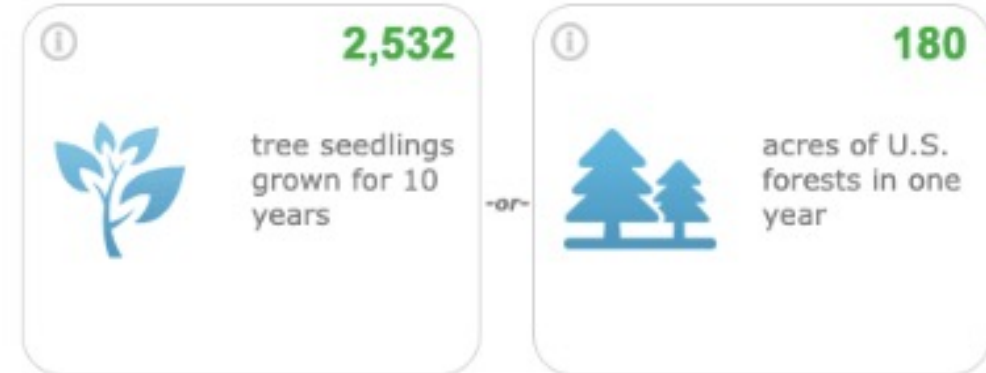 2,532
tree seedlings
grown for 10
years
-or-
180
acres of U.S.
forests in one
year